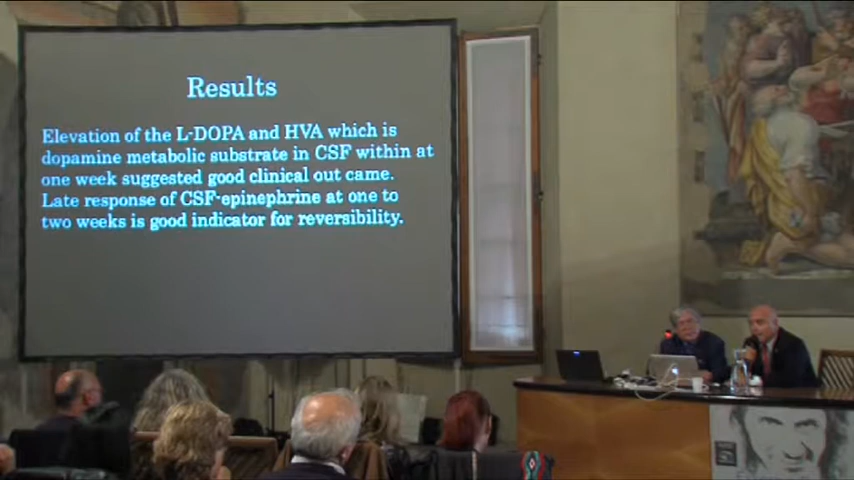 Results
Elevation of the L-DOPA and HVA which is
dopamine metabolic substrate in CSF within at
one week suggested good clinical out came.
Late response of CSF-epinephrine at one to
two weeks is good indicator for reversibility.